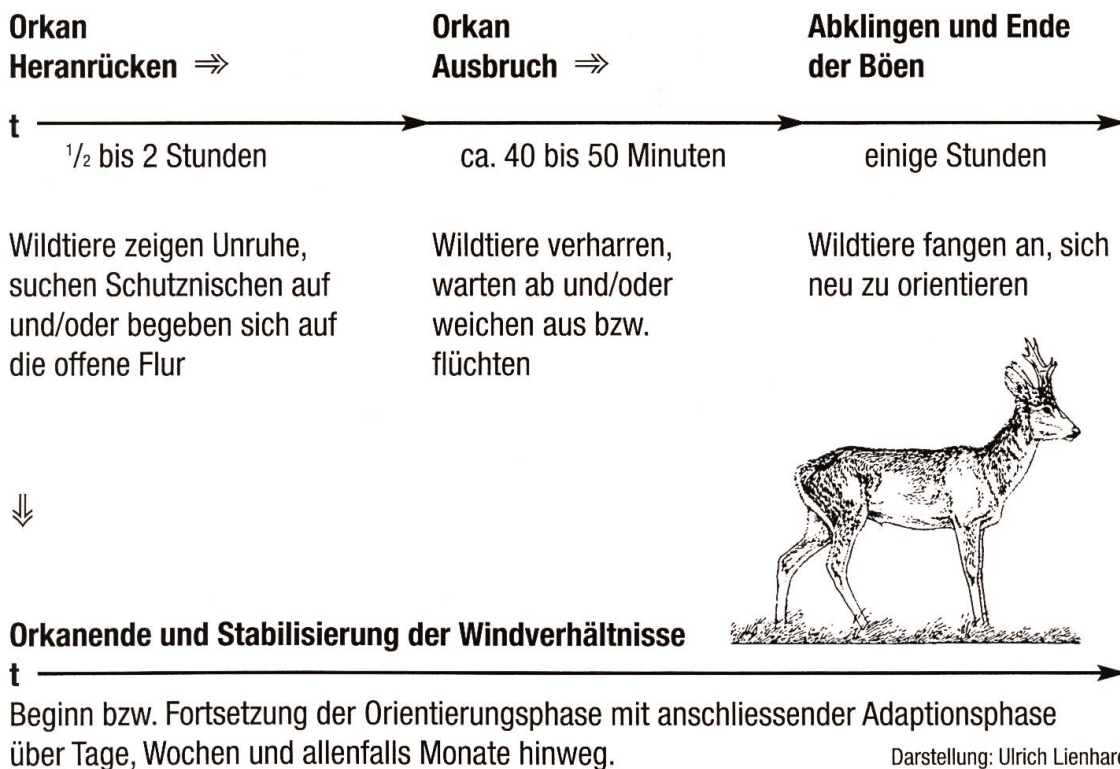 Orkan
Heranrücken ⇒
Orkan
Ausbruch ⇒
Abklingen und Ende
der Böen
t
½ bis 2 Stunden
ca. 40 bis 50 Minuten
einige Stunden
Wildtiere zeigen Unruhe,
suchen Schutznischen auf
und/oder begeben sich auf
die offene Flur
Wildtiere verharren,
warten ab und/oder
weichen aus bzw.
flüchten
Wildtiere fangen an, sich
neu zu orientieren
Orkanende und Stabilisierung der Windverhältnisse
t
Beginn bzw. Fortsetzung der Orientierungsphase mit anschliessender Adaptionsphase
über Tage, Wochen und allenfalls Monate hinweg.
Darstellung: Ulrich Lienhard